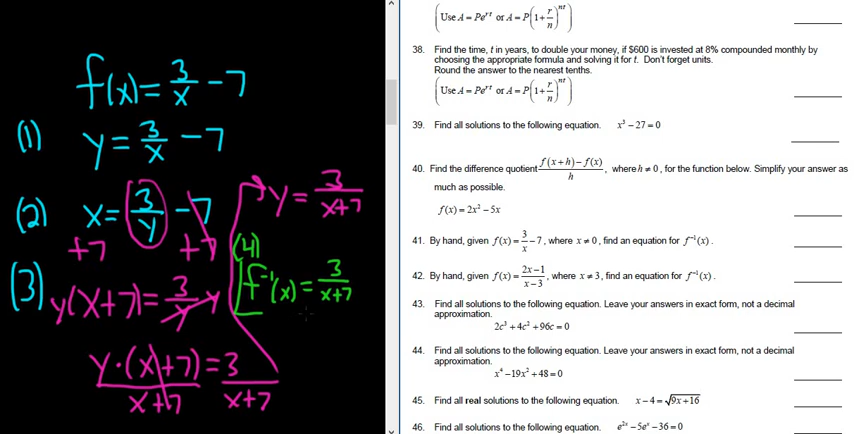 f(x) = 3/x - 7
(1) y = 3/x - 7
(2) x = 3/y - 7
+7 +7
(3) y(x+7) = 3/y y
y·(x+7) = 3
x+7 x+7
y = 3/(x+7)
(4)
f⁻¹(x) = 3/(x+7)
(Use A = Pe^(rt) or A = P(1 + r/n)^(nt))
38. Find the time, t in years, to double your money, if $600 is invested at 8% compounded monthly by
choosing the appropriate formula and solving it for t. Don't forget units.
Round the answer to the nearest tenths.
(Use A = Pe^(rt) or A = P(1 + r/n)^(nt))
39. Find all solutions to the following equation. x³ - 27 = 0
40. Find the difference quotient (f(x+h) - f(x))/h, where h ≠ 0, for the function below. Simplify your answer as
much as possible.
f(x) = 2x² - 5x
41. By hand, given f(x) = 3/x - 7, where x ≠ 0, find an equation for f⁻¹(x).
42. By hand, given f(x) = (2x-1)/(x-3), where x ≠ 3, find an equation for f⁻¹(x).
43. Find all solutions to the following equation. Leave your answers in exact form, not a decimal
approximation.
2c³ + 4c² + 96c = 0
44. Find all solutions to the following equation. Leave your answers in exact form, not a decimal
approximation.
x⁴ - 19x² + 48 = 0
45. Find all real solutions to the following equation. x - 4 = √(9x + 16)
46. Find all solutions to the following equation. e^(2x) - 5e^x - 36 = 0